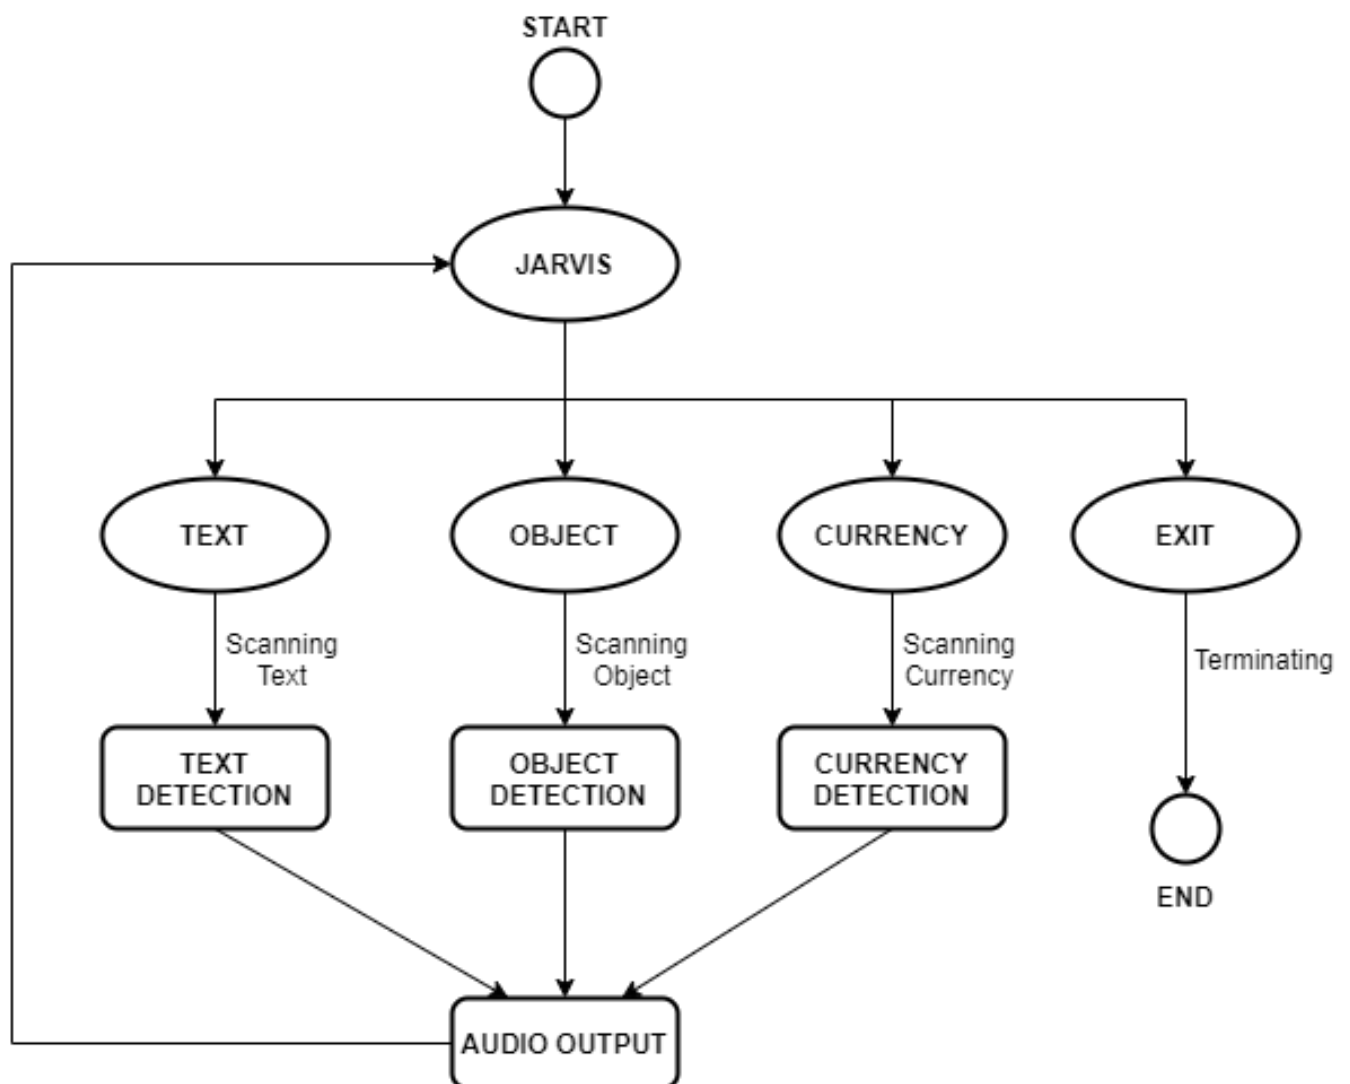 START
JARVIS
TEXT
OBJECT
CURRENCY
EXIT
Scanning
Text
Scanning
Object
Scanning
Currency
Terminating
TEXT
DETECTION
OBJECT
DETECTION
CURRENCY
DETECTION
END
AUDIO OUTPUT